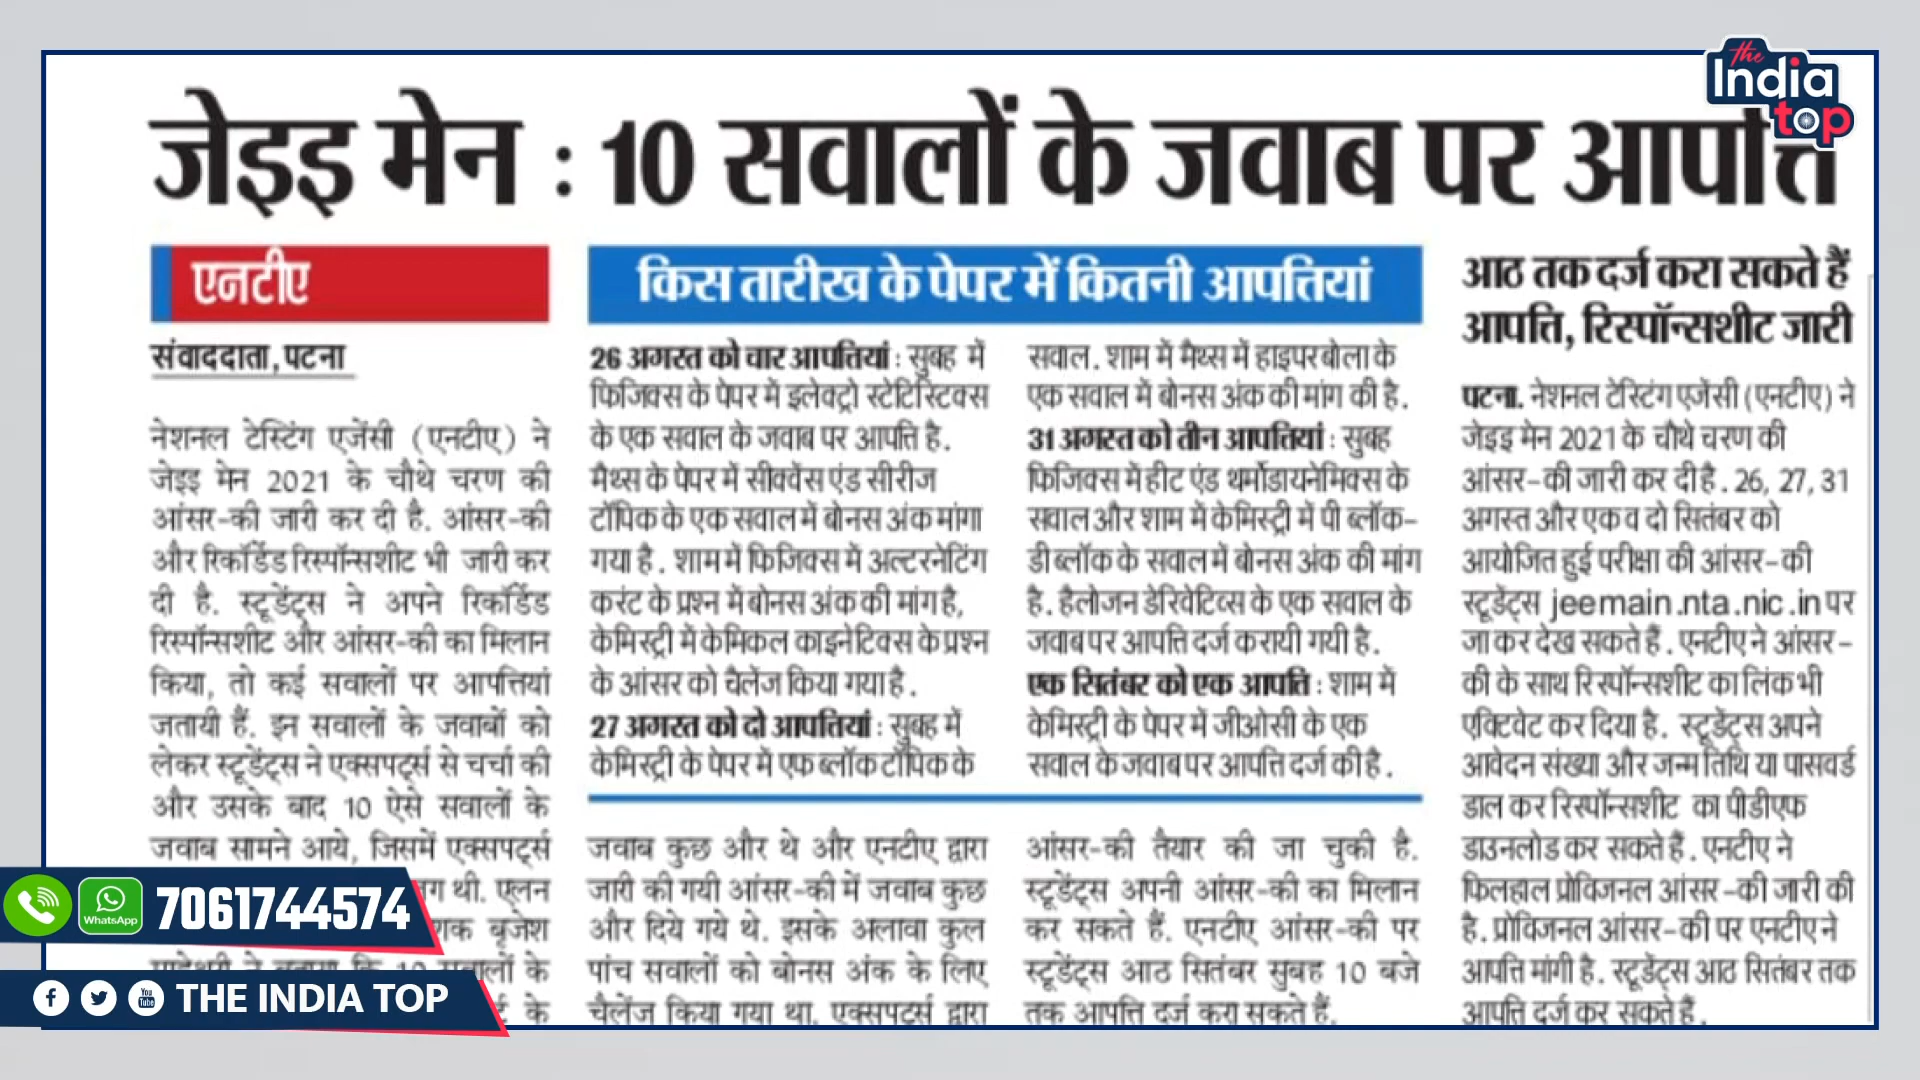 the
India
top
जेइइ मेन : 10 सवालों के जवाब पर आपत्ति
एनटीए
संवाददाता, पटना
नेशनल टेस्टिंग एजेंसी (एनटीए) ने
जेइइ मेन 2021 के चौथे चरण की
आंसर-की जारी कर दी है. आंसर-की
और रिकॉर्डेड रिस्पॉन्सशीट भी जारी कर
दी है. स्टूडेंट्स ने अपने रिकॉर्डेड
रिस्पॉन्सशीट और आंसर-की का मिलान
किया, तो कई सवालों पर आपत्तियां
जतायी हैं. इन सवालों के जवाबों को
लेकर स्टूडेंट्स ने एक्सपर्ट्स से चर्चा की
और उसके बाद 10 ऐसे सवालों के
जवाब सामने आये, जिसमें एक्सपर्ट्स
थी. एलन
बृजेश
के
के
किस तारीख के पेपर में कितनी आपत्तियां
26 अगस्त को चार आपत्तियां : सुबह में
फिजिक्स के पेपर में इलेक्ट्रो स्टेटिस्टिक्स
के एक सवाल के जवाब पर आपत्ति है.
मैथ्स के पेपर में सीक्वेंस एंड सीरीज
टॉपिक के एक सवाल में बोनस अंक मांगा
गया है. शाम में फिजिक्स में अल्टरनेटिंग
करंट के प्रश्न में बोनस अंक की मांग है,
केमिस्ट्री में केमिकल काइनेटिक्स के प्रश्न
के आंसर को चैलेंज किया गया है.
27 अगस्त को दो आपत्तियां : सुबह में
केमिस्ट्री के पेपर में एफ ब्लॉक टॉपिक के
सवाल. शाम में मैथ्स में हाइपरबोला के
एक सवाल में बोनस अंक की मांग की है.
31 अगस्त को तीन आपत्तियां : सुबह
फिजिक्स में हीट एंड थर्मोडायनेमिक्स के
सवाल और शाम में केमिस्ट्री में पी ब्लॉक-
डी ब्लॉक के सवाल में बोनस अंक की मांग
है. हैलोजन डेरिवेटिव्स के एक सवाल के
जवाब पर आपत्ति दर्ज करायी गयी है.
एक सितंबर को एक आपति : शाम में
केमिस्ट्री के पेपर में जीओसी के एक
सवाल के जवाब पर आपत्ति दर्ज की है.
जवाब कुछ और थे और एनटीए द्वारा
जारी की गयी आंसर-की में जवाब कुछ
और दिये गये थे. इसके अलावा कुल
पांच सवालों को बोनस अंक के लिए
चैलेंज किया गया था. एक्सपर्ट्स द्वारा
आंसर-की तैयार की जा चुकी है.
स्टूडेंट्स अपनी आंसर-की का मिलान
कर सकते हैं. एनटीए आंसर-की पर
स्टूडेंट्स आठ सितंबर सुबह 10 बजे
तक आपत्ति दर्ज करा सकते हैं.
आठ तक दर्ज करा सकते हैं
आपत्ति, रिस्पॉन्सशीट जारी
पटना. नेशनल टेस्टिंग एजेंसी (एनटीए) ने
जेइइ मेन 2021 के चौथे चरण की
आंसर-की जारी कर दी है. 26, 27, 31
अगस्त और एक व दो सितंबर को
आयोजित हुई परीक्षा की आंसर-की
स्टूडेंट्स jeemain.nta.nic.in पर
जा कर देख सकते हैं. एनटीए ने आंसर-
की के साथ रिस्पॉन्सशीट का लिंक भी
एक्टिवेट कर दिया है. स्टूडेंट्स अपने
आवेदन संख्या और जन्म तिथि या पासवर्ड
डाल कर रिस्पॉन्सशीट का पीडीएफ
डाउनलोड कर सकते हैं. एनटीए ने
फिलहाल प्रोविजनल आंसर-की जारी की
है. प्रोविजनल आंसर-की पर एनटीए ने
आपत्ति मांगी है. स्टूडेंट्स आठ सितंबर तक
आपत्ति दर्ज कर सकते हैं.
WhatsApp
7061744574
You Tube
THE INDIA TOP